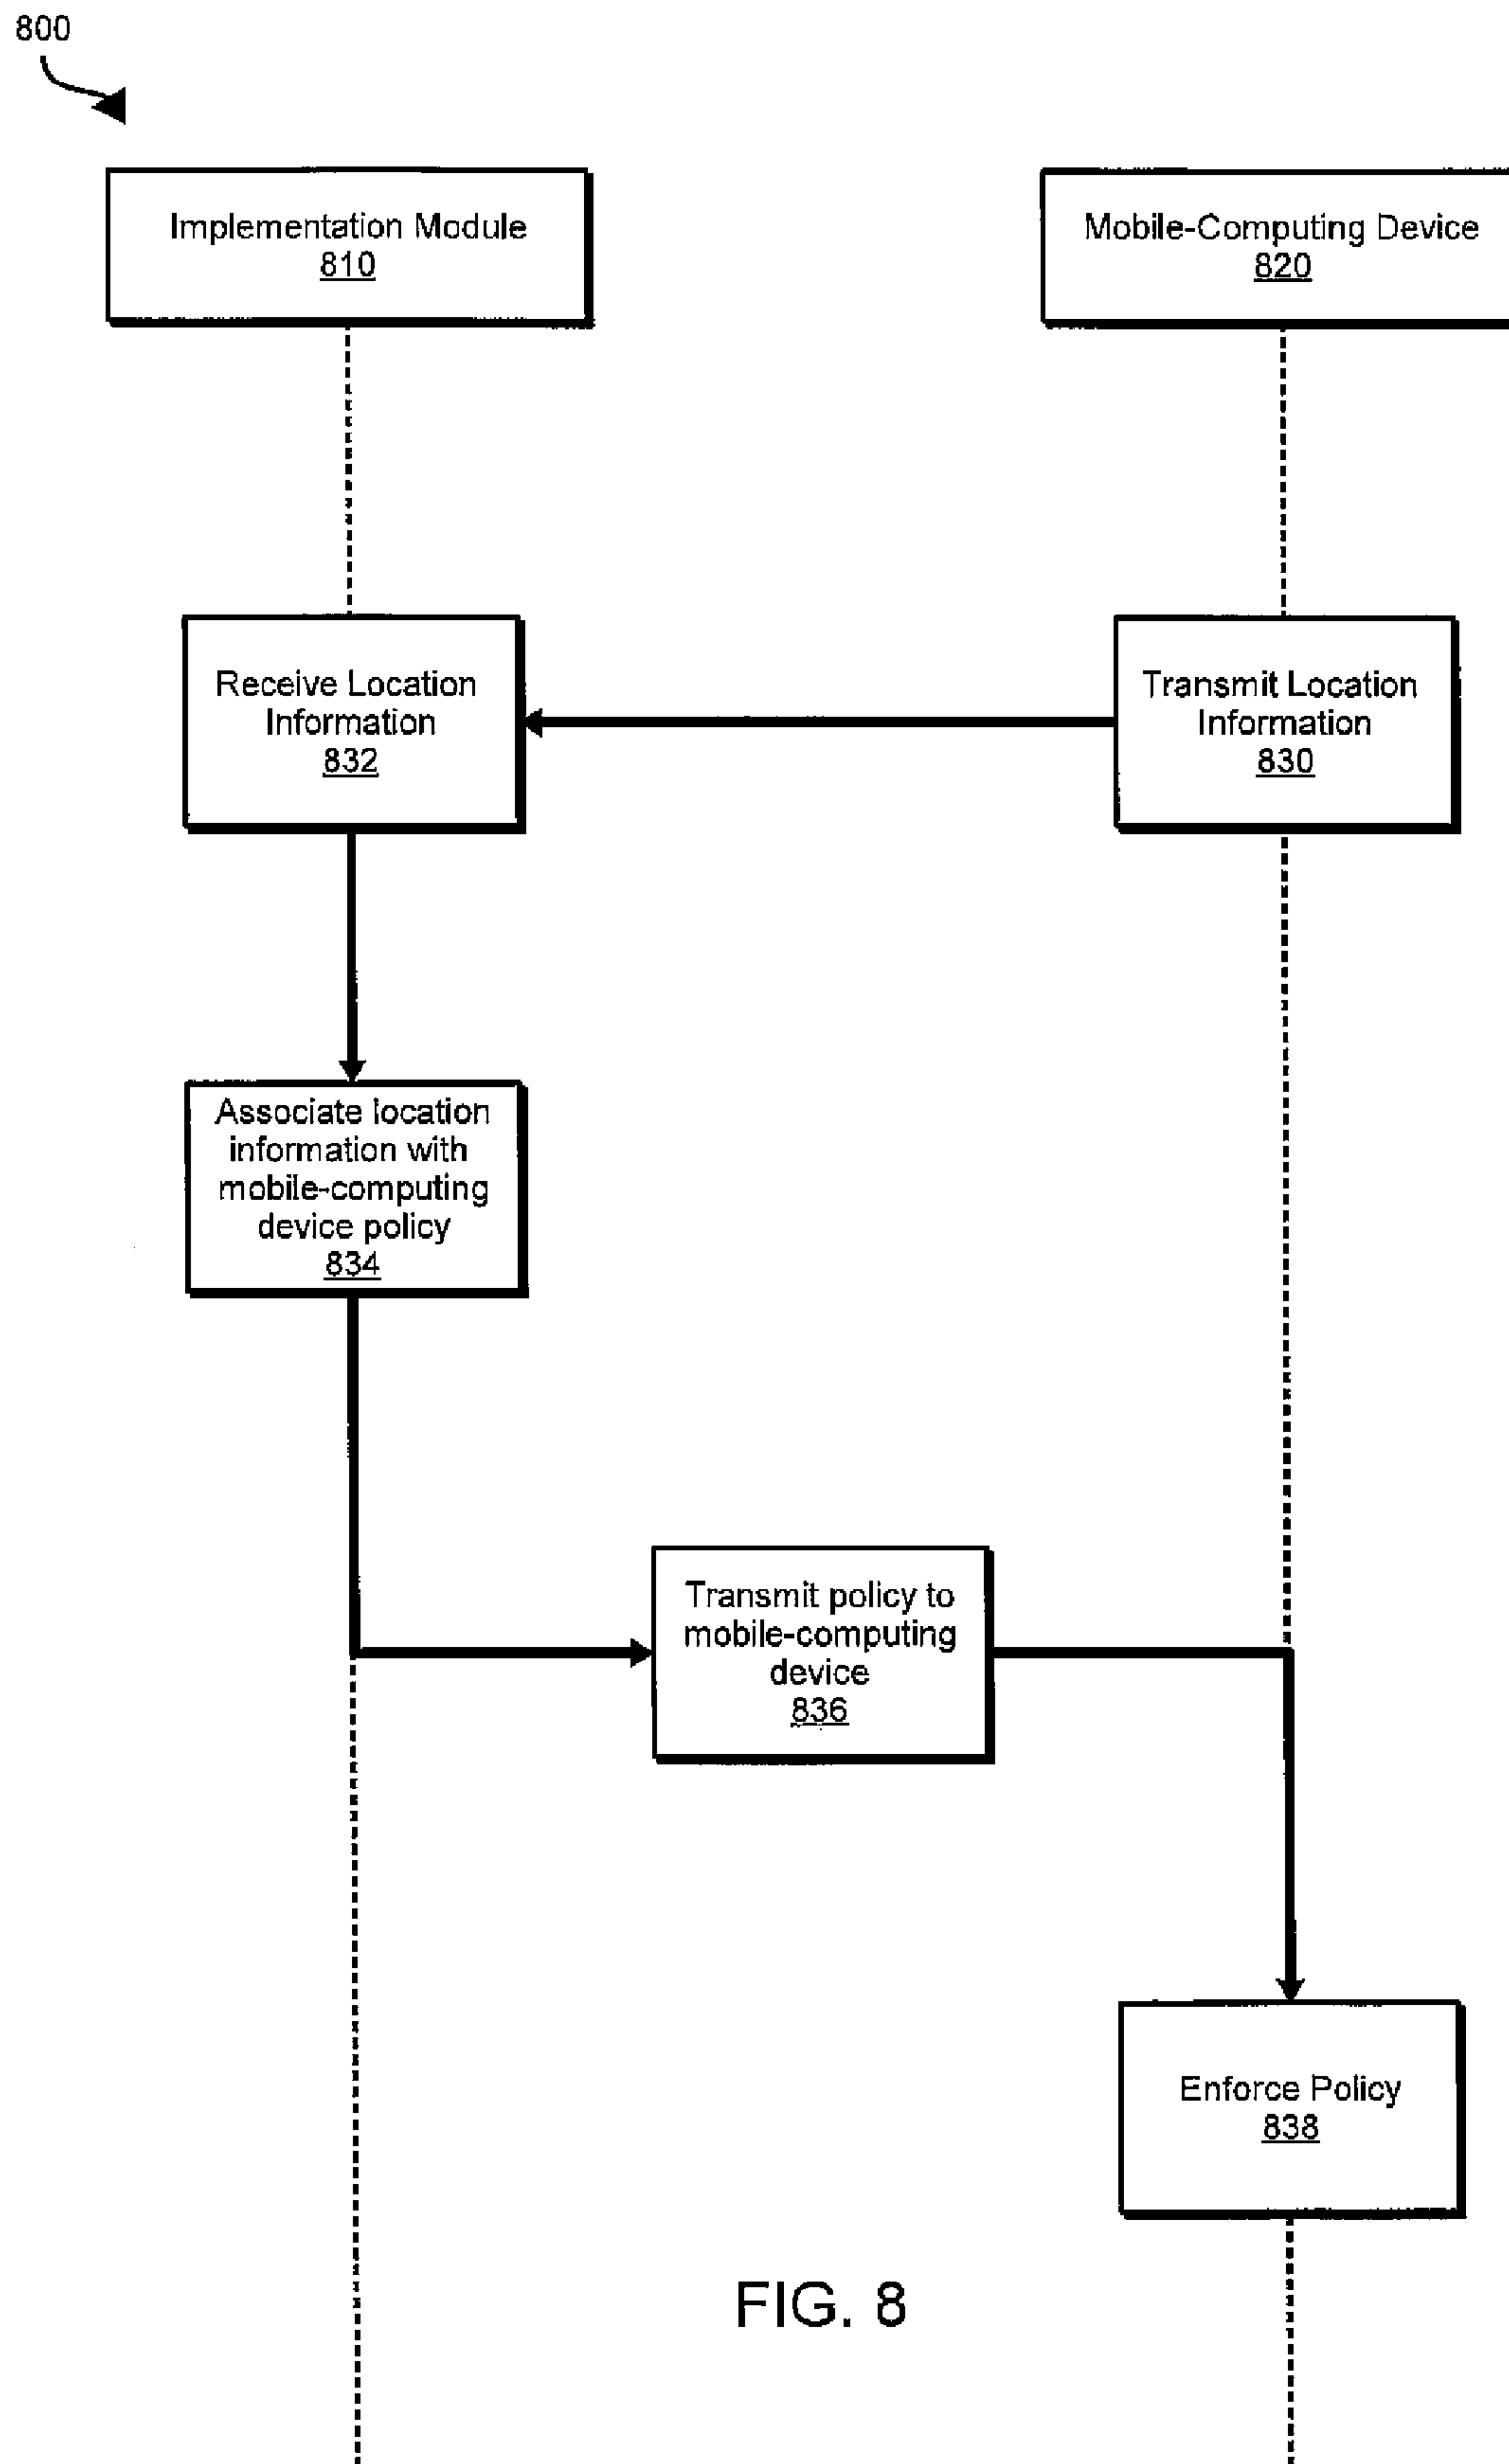 800
Implementation Module
810
Mobile-Computing Device
820
Receive Location
Information
832
Transmit Location
Information
830
Associate location
information with
mobile-computing
device policy
834
Transmit policy to
mobile-computing
device
836
Enforce Policy
838
FIG. 8